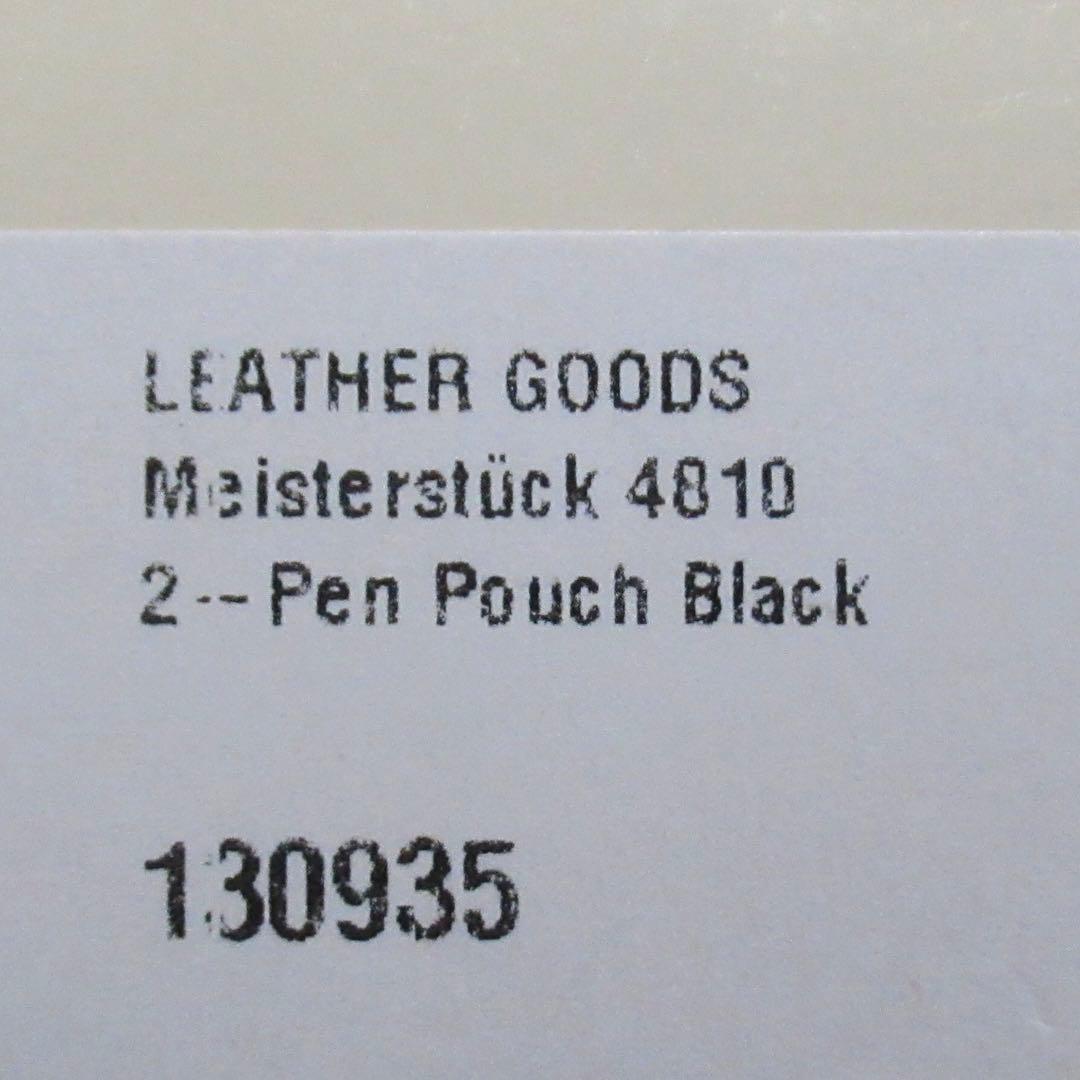 LEATHER GOODS
Meisterstück 4810
2--Pen Pouch Black
130935